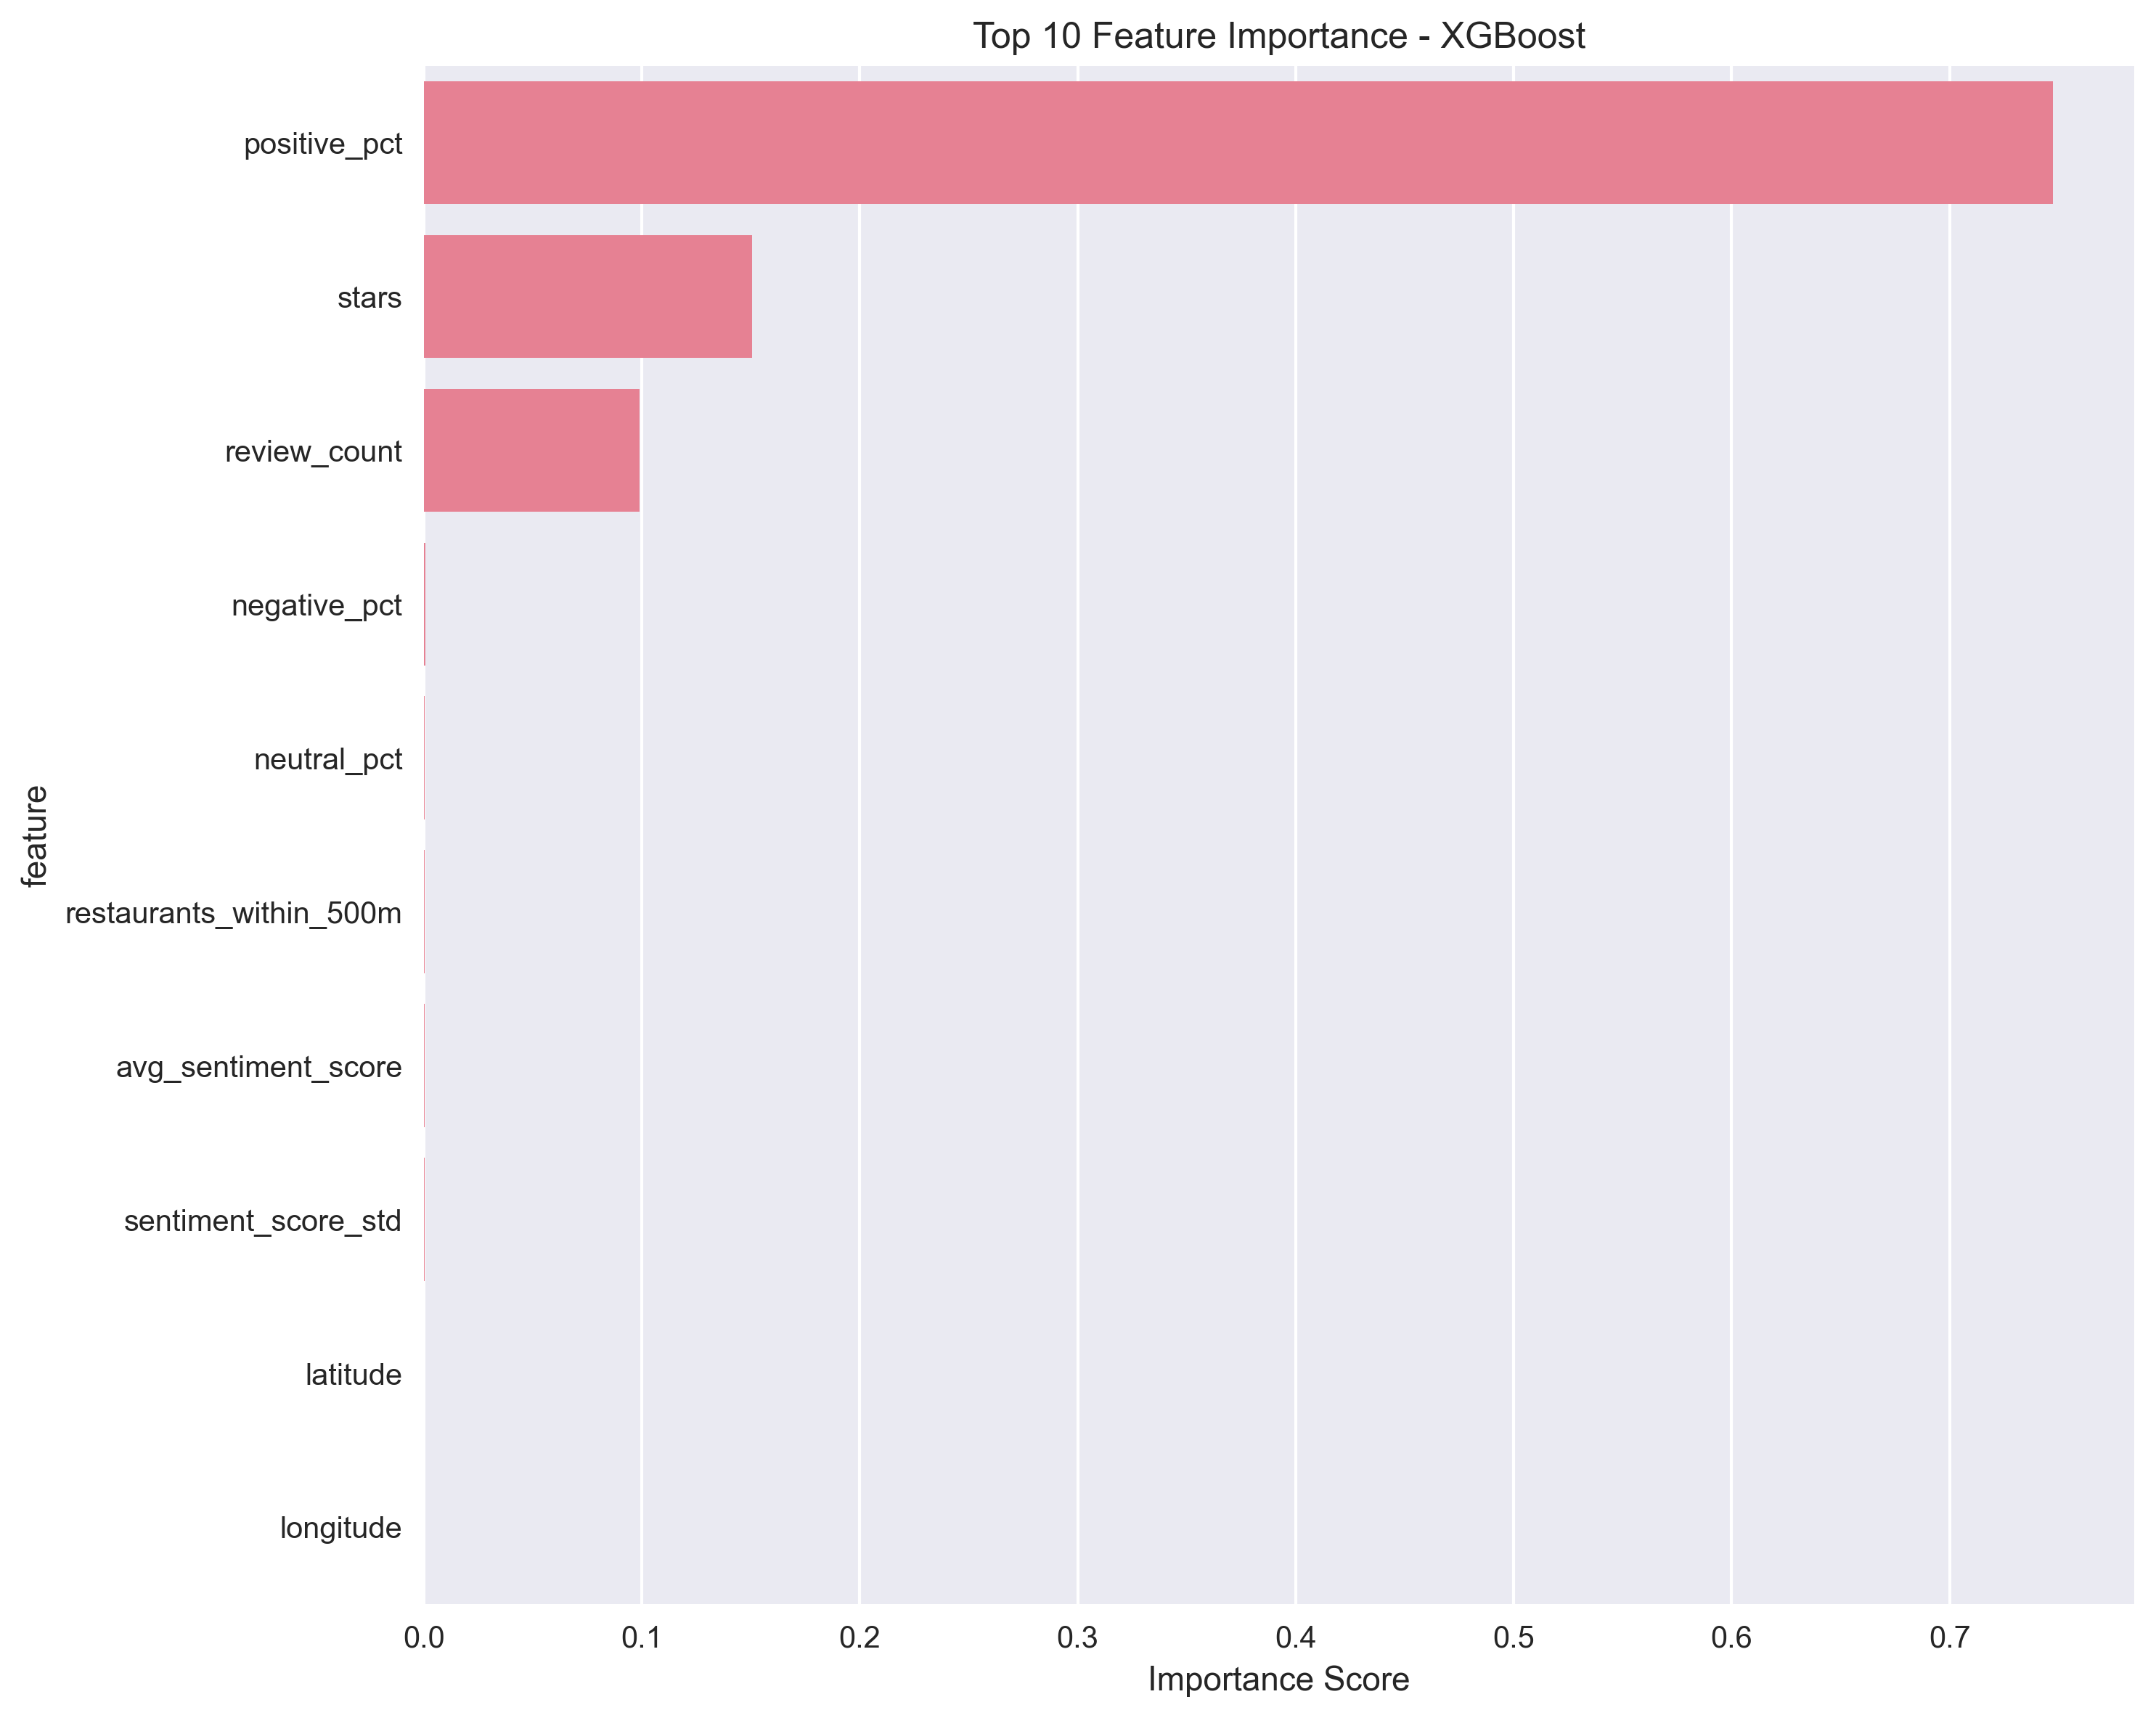 Top 10 Feature Importance - XGBoost
feature
positive_pct
stars
review_count
negative_pct
neutral_pct
restaurants_within_500m
avg_sentiment_score
sentiment_score_std
latitude
longitude
0.0 0.1 0.2 0.3 0.4 0.5 0.6 0.7
Importance Score